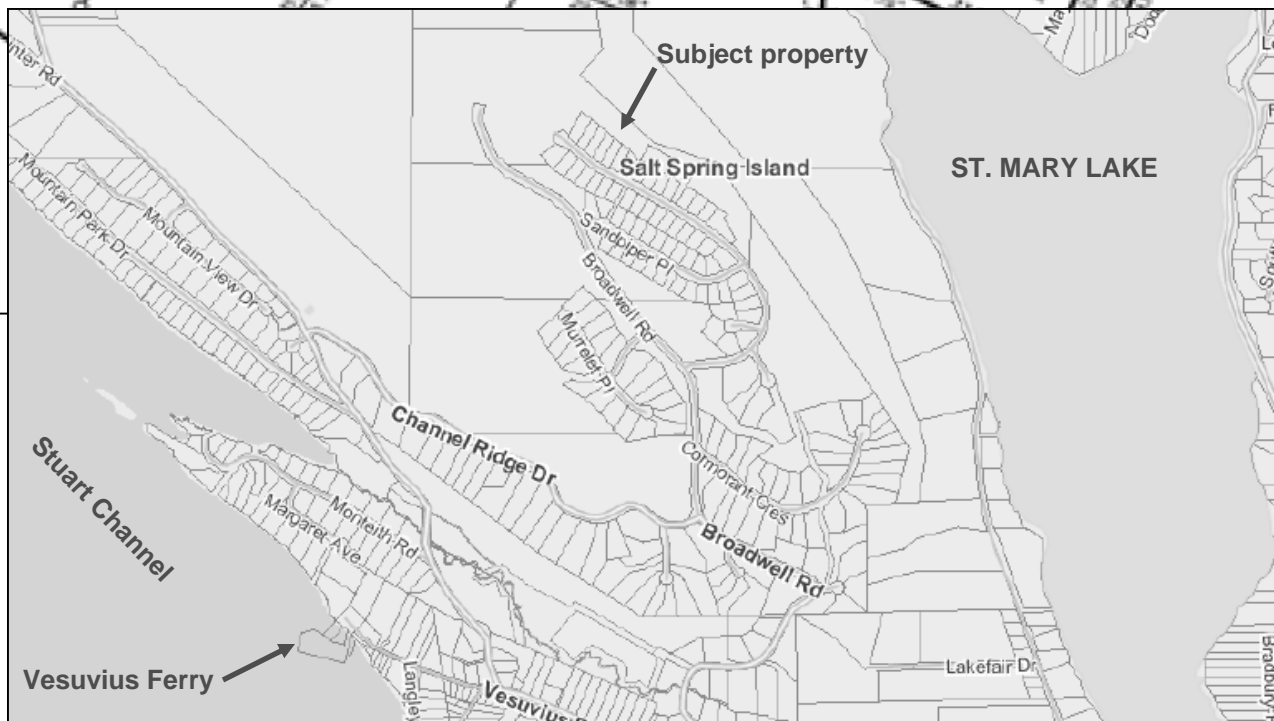 Subject property
Salt Spring Island
ST. MARY LAKE
Mountain Park Dr
Mountain View Dr
Sandpiper Pl
Broadwell Rd
Murrelet Pl
Channel Ridge Dr
Cormorant Cres
Stuart Channel
Monteith Rd
Margaret Ave
Broadwell Rd
Vesuvius Ferry
Lakefair Dr
Langley
Vesuvius